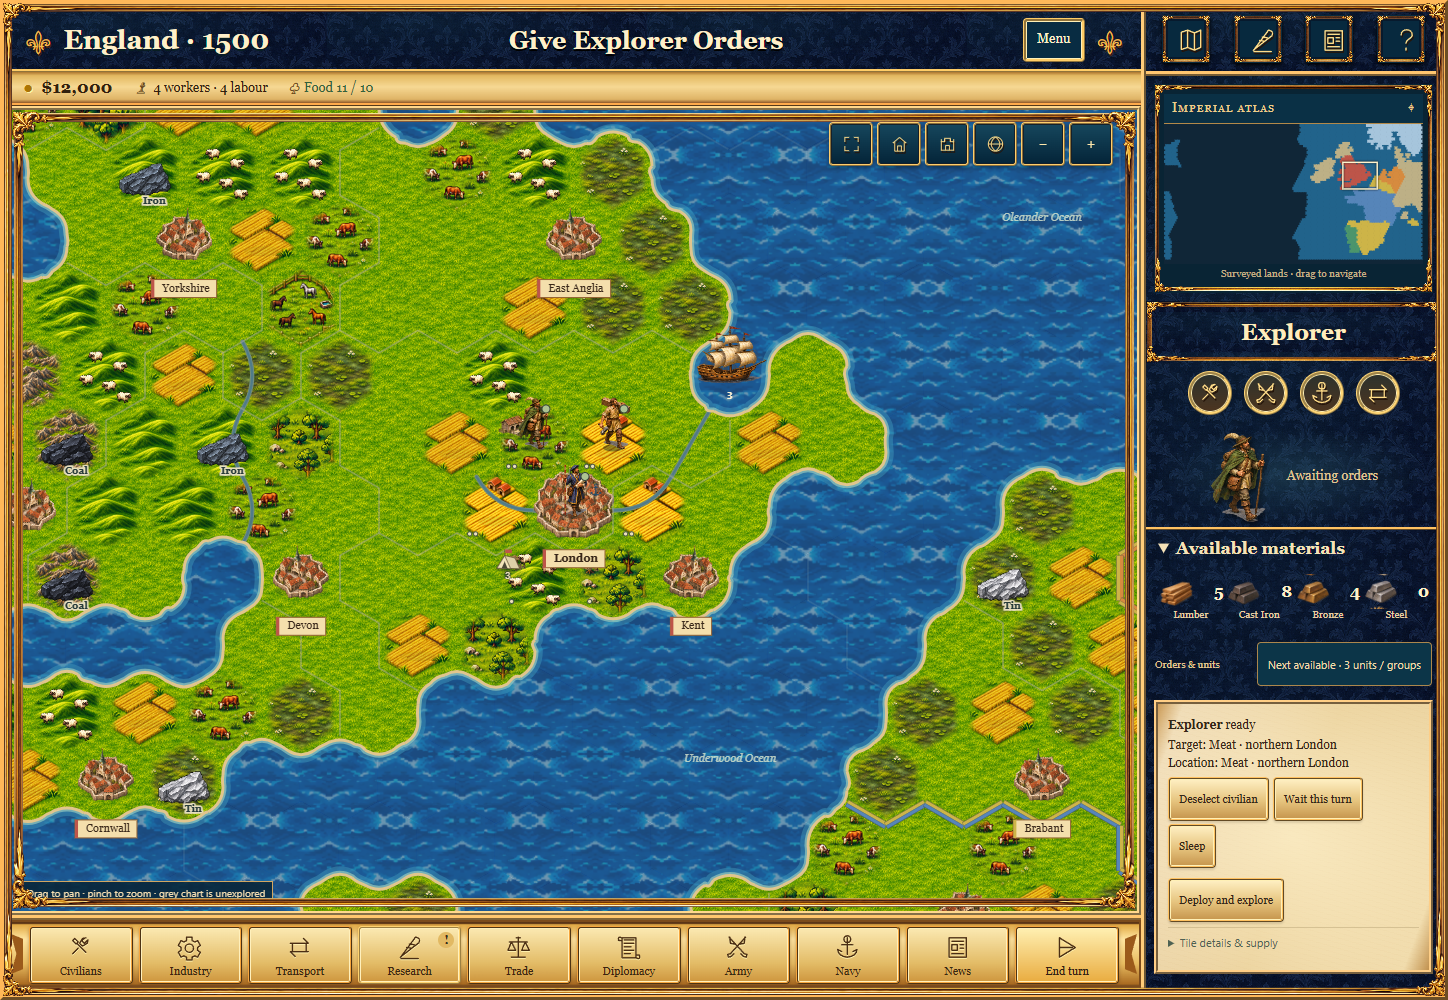 England · 1500
Give Explorer Orders
Menu
$12,000
4 workers · 4 labour
Food 11 / 10
Iron
Yorkshire
East Anglia
Oleander Ocean
3
Coal
Iron
Coal
London
3
Devon
Kent
Tin
Cornwall
Tin
Underwood Ocean
Brabant
Drag to pan · pinch to zoom · grey chart is unexplored
Civilians
Industry
Transport
Research
!
Trade
Diplomacy
Army
Navy
News
End turn
?
Imperial atlas
Surveyed lands · drag to navigate
Explorer
Awaiting orders
▼ Available materials
5 8 4 0
Lumber Cast Iron Bronze Steel
Orders & units
Next available · 3 units / groups
Explorer ready
Target: Meat · northern London
Location: Meat · northern London
Deselect civilian
Wait this turn
Sleep
Deploy and explore
▶ Tile details & supply